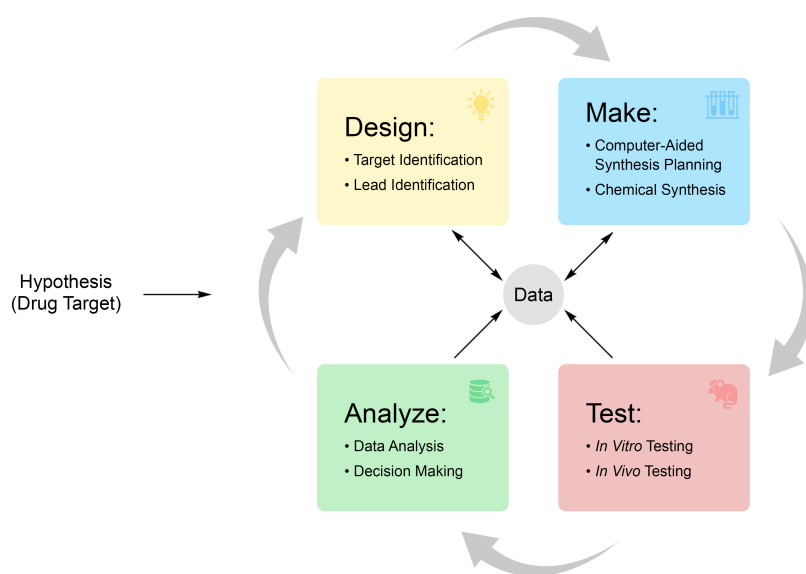 Design:
• Target Identification
• Lead Identification
Make:
• Computer-Aided
Synthesis Planning
• Chemical Synthesis
Hypothesis
(Drug Target)
Data
Analyze:
• Data Analysis
• Decision Making
Test:
• In Vitro Testing
• In Vivo Testing